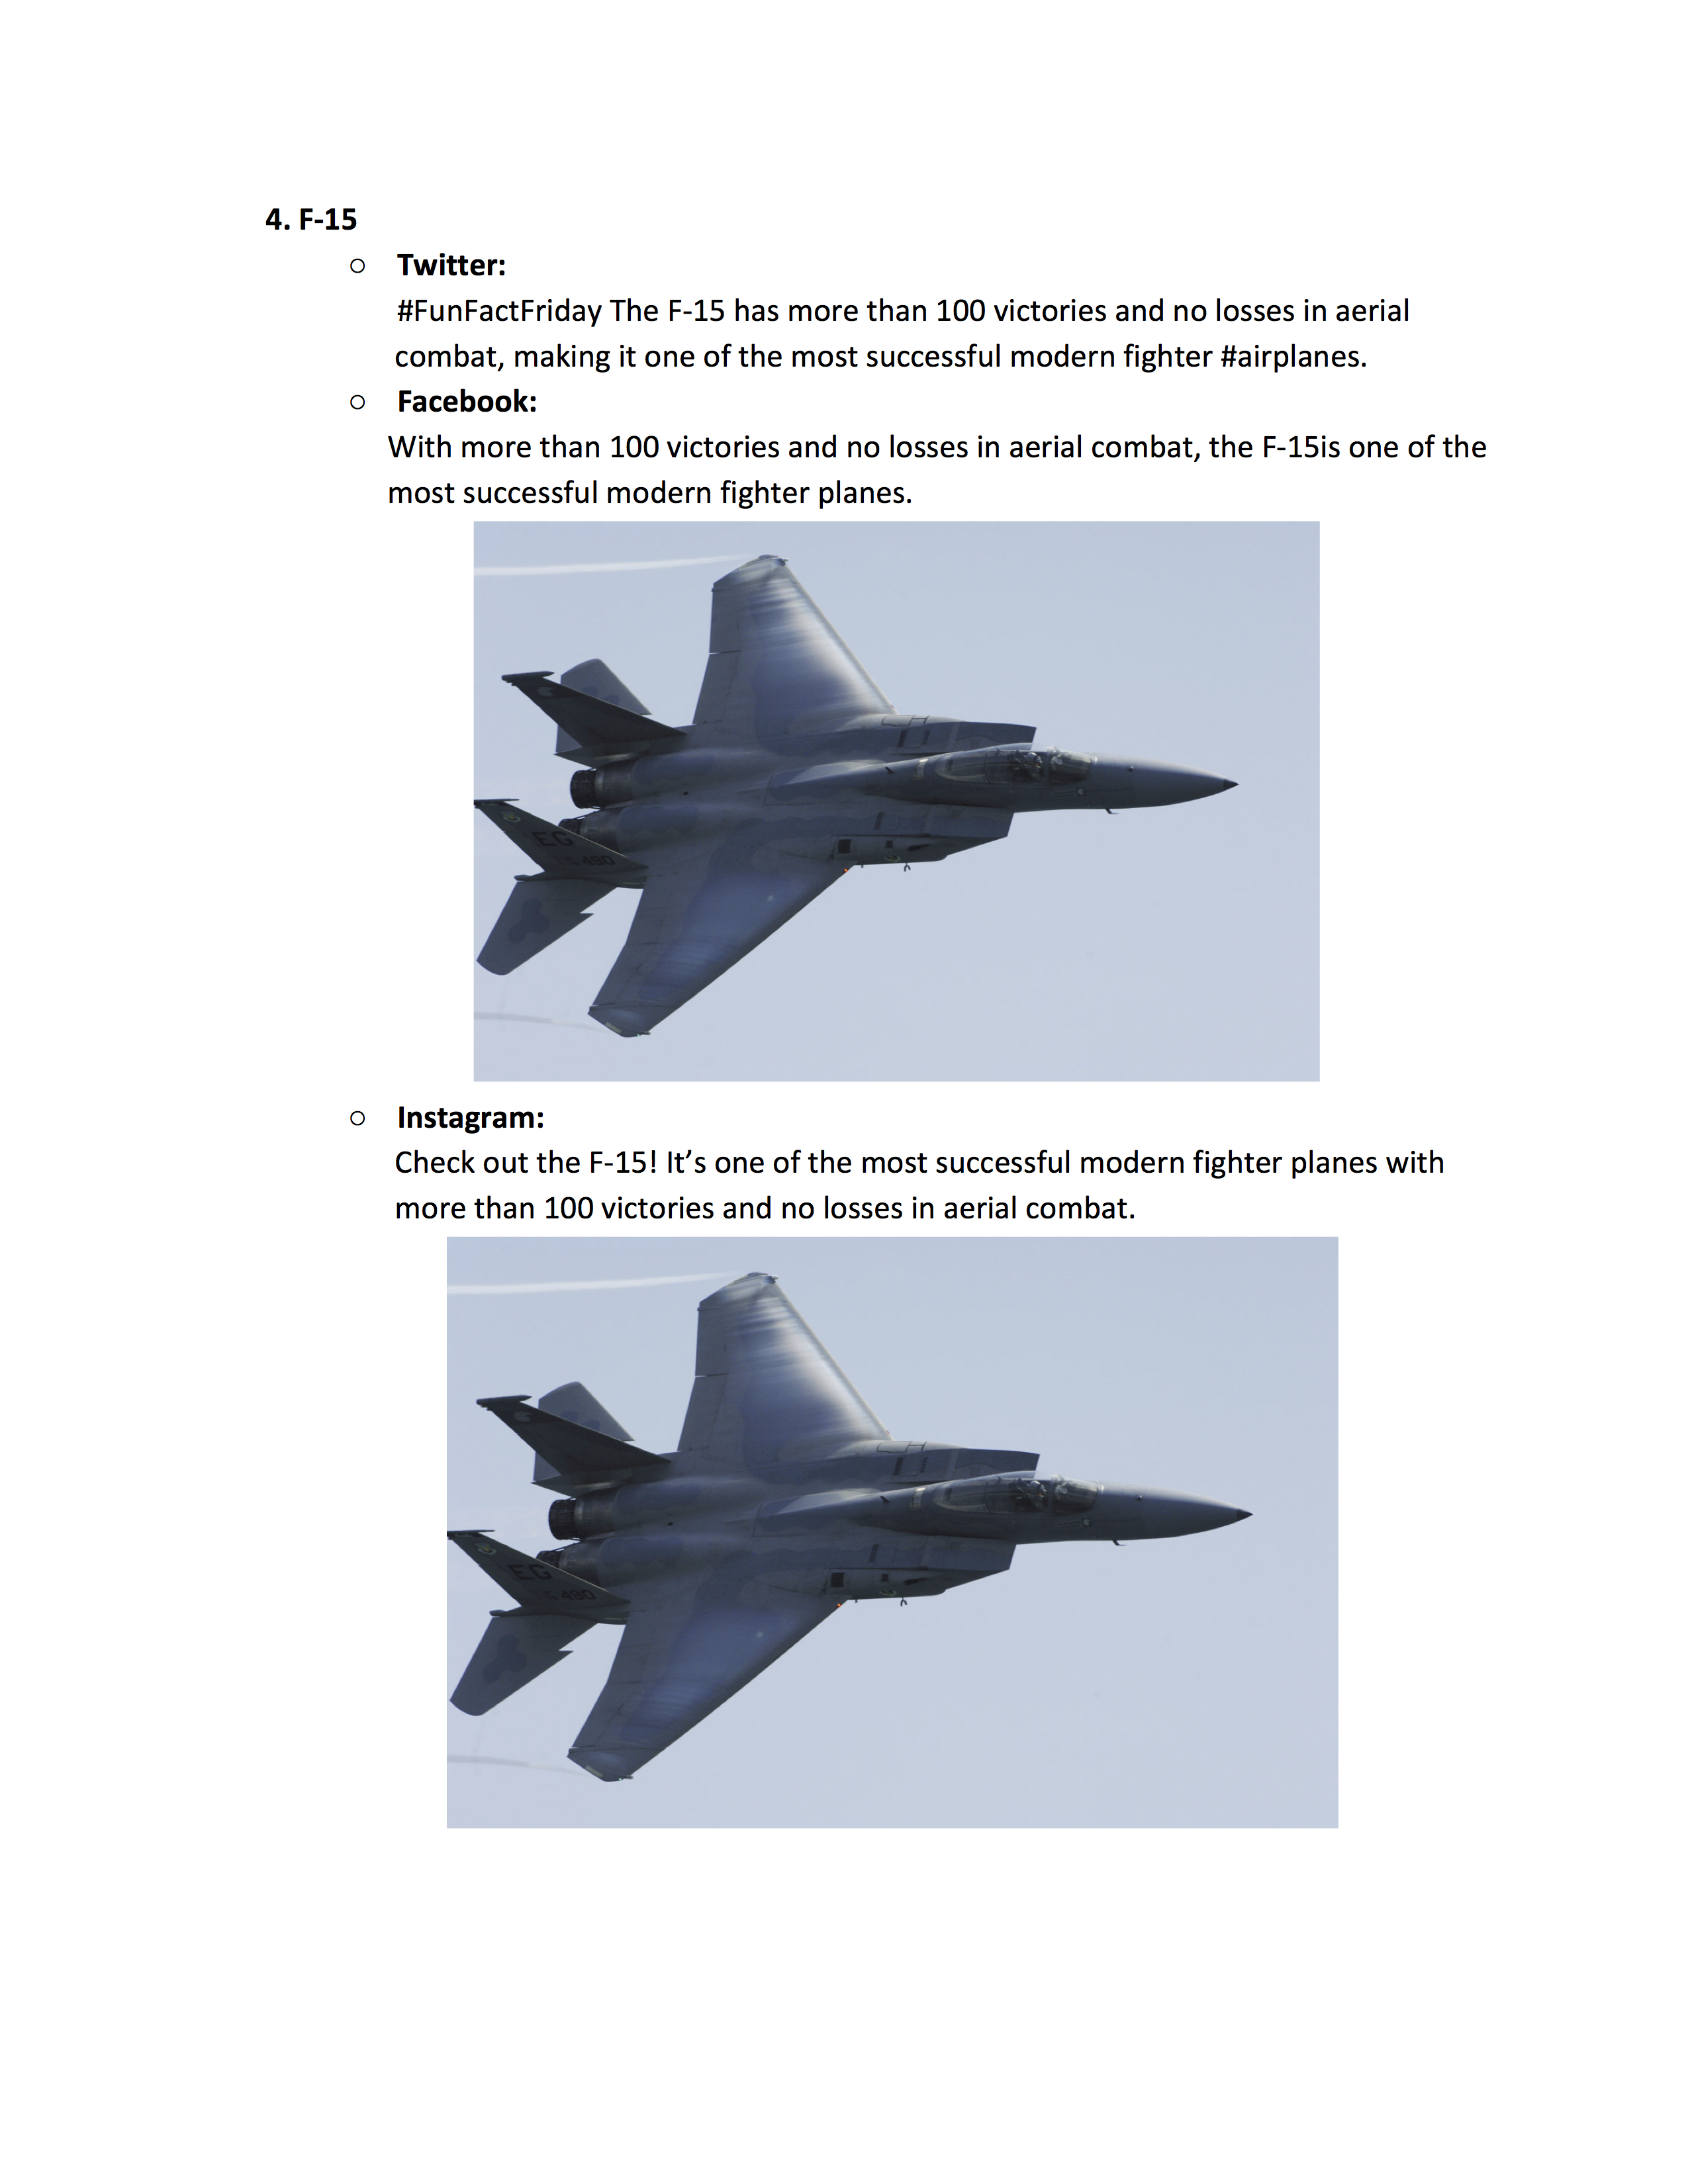 4. F-15
○ Twitter:
#FunFactFriday The F-15 has more than 100 victories and no losses in aerial
combat, making it one of the most successful modern fighter #airplanes.
○ Facebook:
With more than 100 victories and no losses in aerial combat, the F-15is one of the
most successful modern fighter planes.
EG
490
○ Instagram:
Check out the F-15! It’s one of the most successful modern fighter planes with
more than 100 victories and no losses in aerial combat.
EG
490